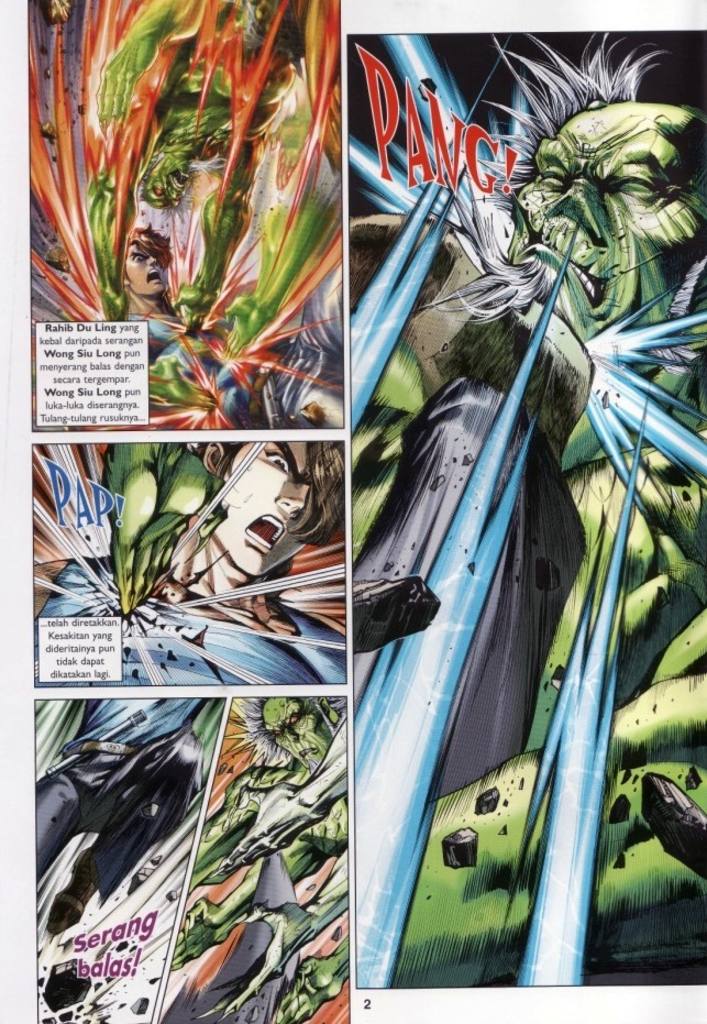 Rahib Du Ling yang
kebal daripada serangan
Wong Siu Long pun
menyerang balas dengan
secara tergempar.
Wong Siu Long pun
luka-luka diserangnya.
Tulang-tulang rusuknya...
PAP!
...telah diretakkan.
Kesakitan yang
dideritainya pun
tidak dapat
dikatakan lagi.
Serang
balas!
PANG!
2